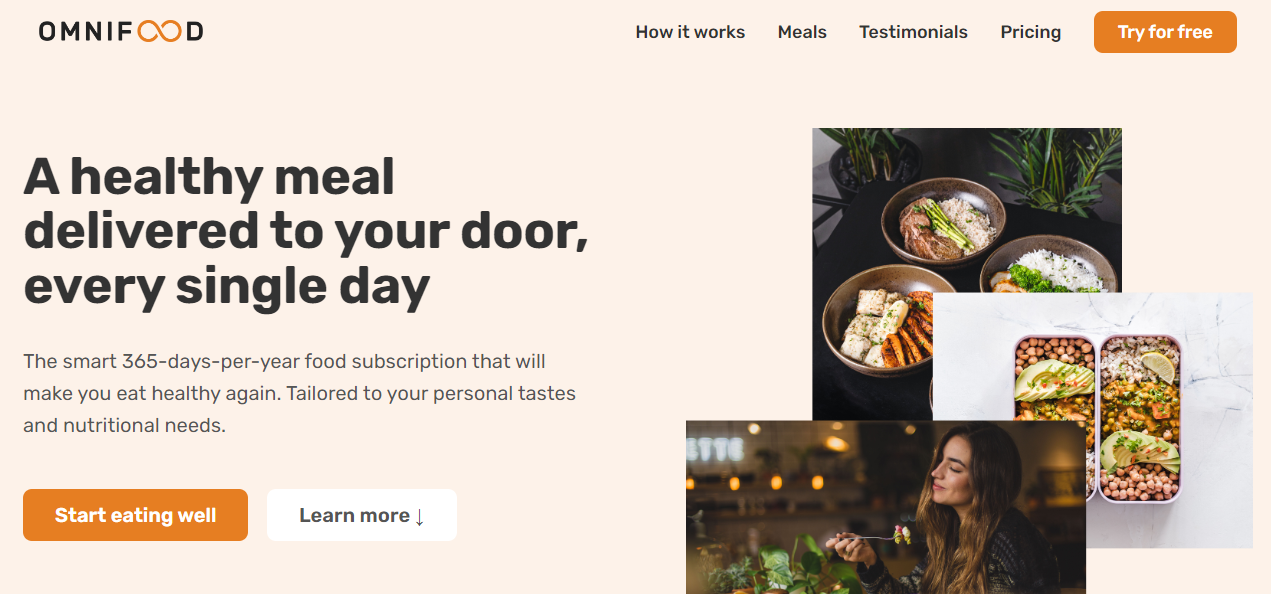 OMNIFOOD
How it works Meals Testimonials Pricing Try for free
A healthy meal
delivered to your door,
every single day
The smart 365-days-per-year food subscription that will
make you eat healthy again. Tailored to your personal tastes
and nutritional needs.
Start eating well Learn more ↓